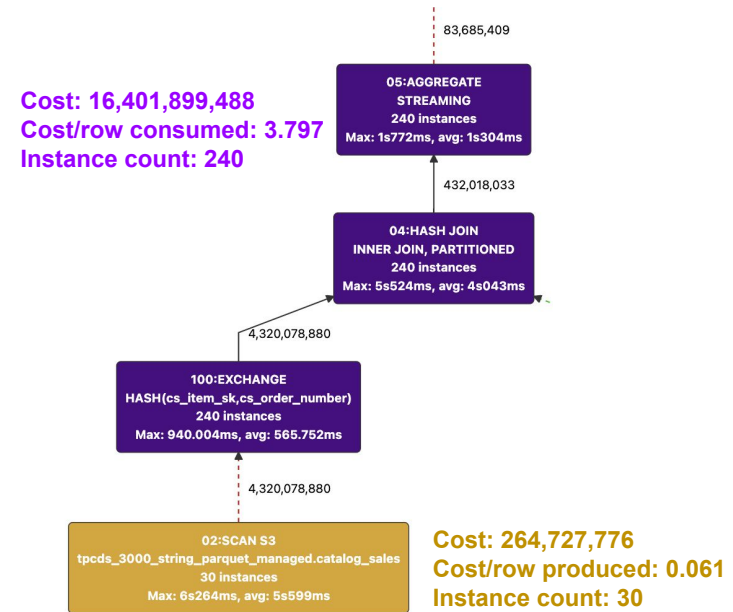 83,685,409
05:AGGREGATE
STREAMING
240 instances
Max: 1s772ms, avg: 1s304ms
Cost: 16,401,899,488
Cost/row consumed: 3.797
Instance count: 240
432,018,033
04:HASH JOIN
INNER JOIN, PARTITIONED
240 instances
Max: 5s524ms, avg: 4s043ms
4,320,078,880
100:EXCHANGE
HASH(cs_item_sk,cs_order_number)
240 instances
Max: 940.004ms, avg: 565.752ms
4,320,078,880
02:SCAN S3
tpcds_3000_string_parquet_managed.catalog_sales
30 instances
Max: 6s264ms, avg: 5s599ms
Cost: 264,727,776
Cost/row produced: 0.061
Instance count: 30